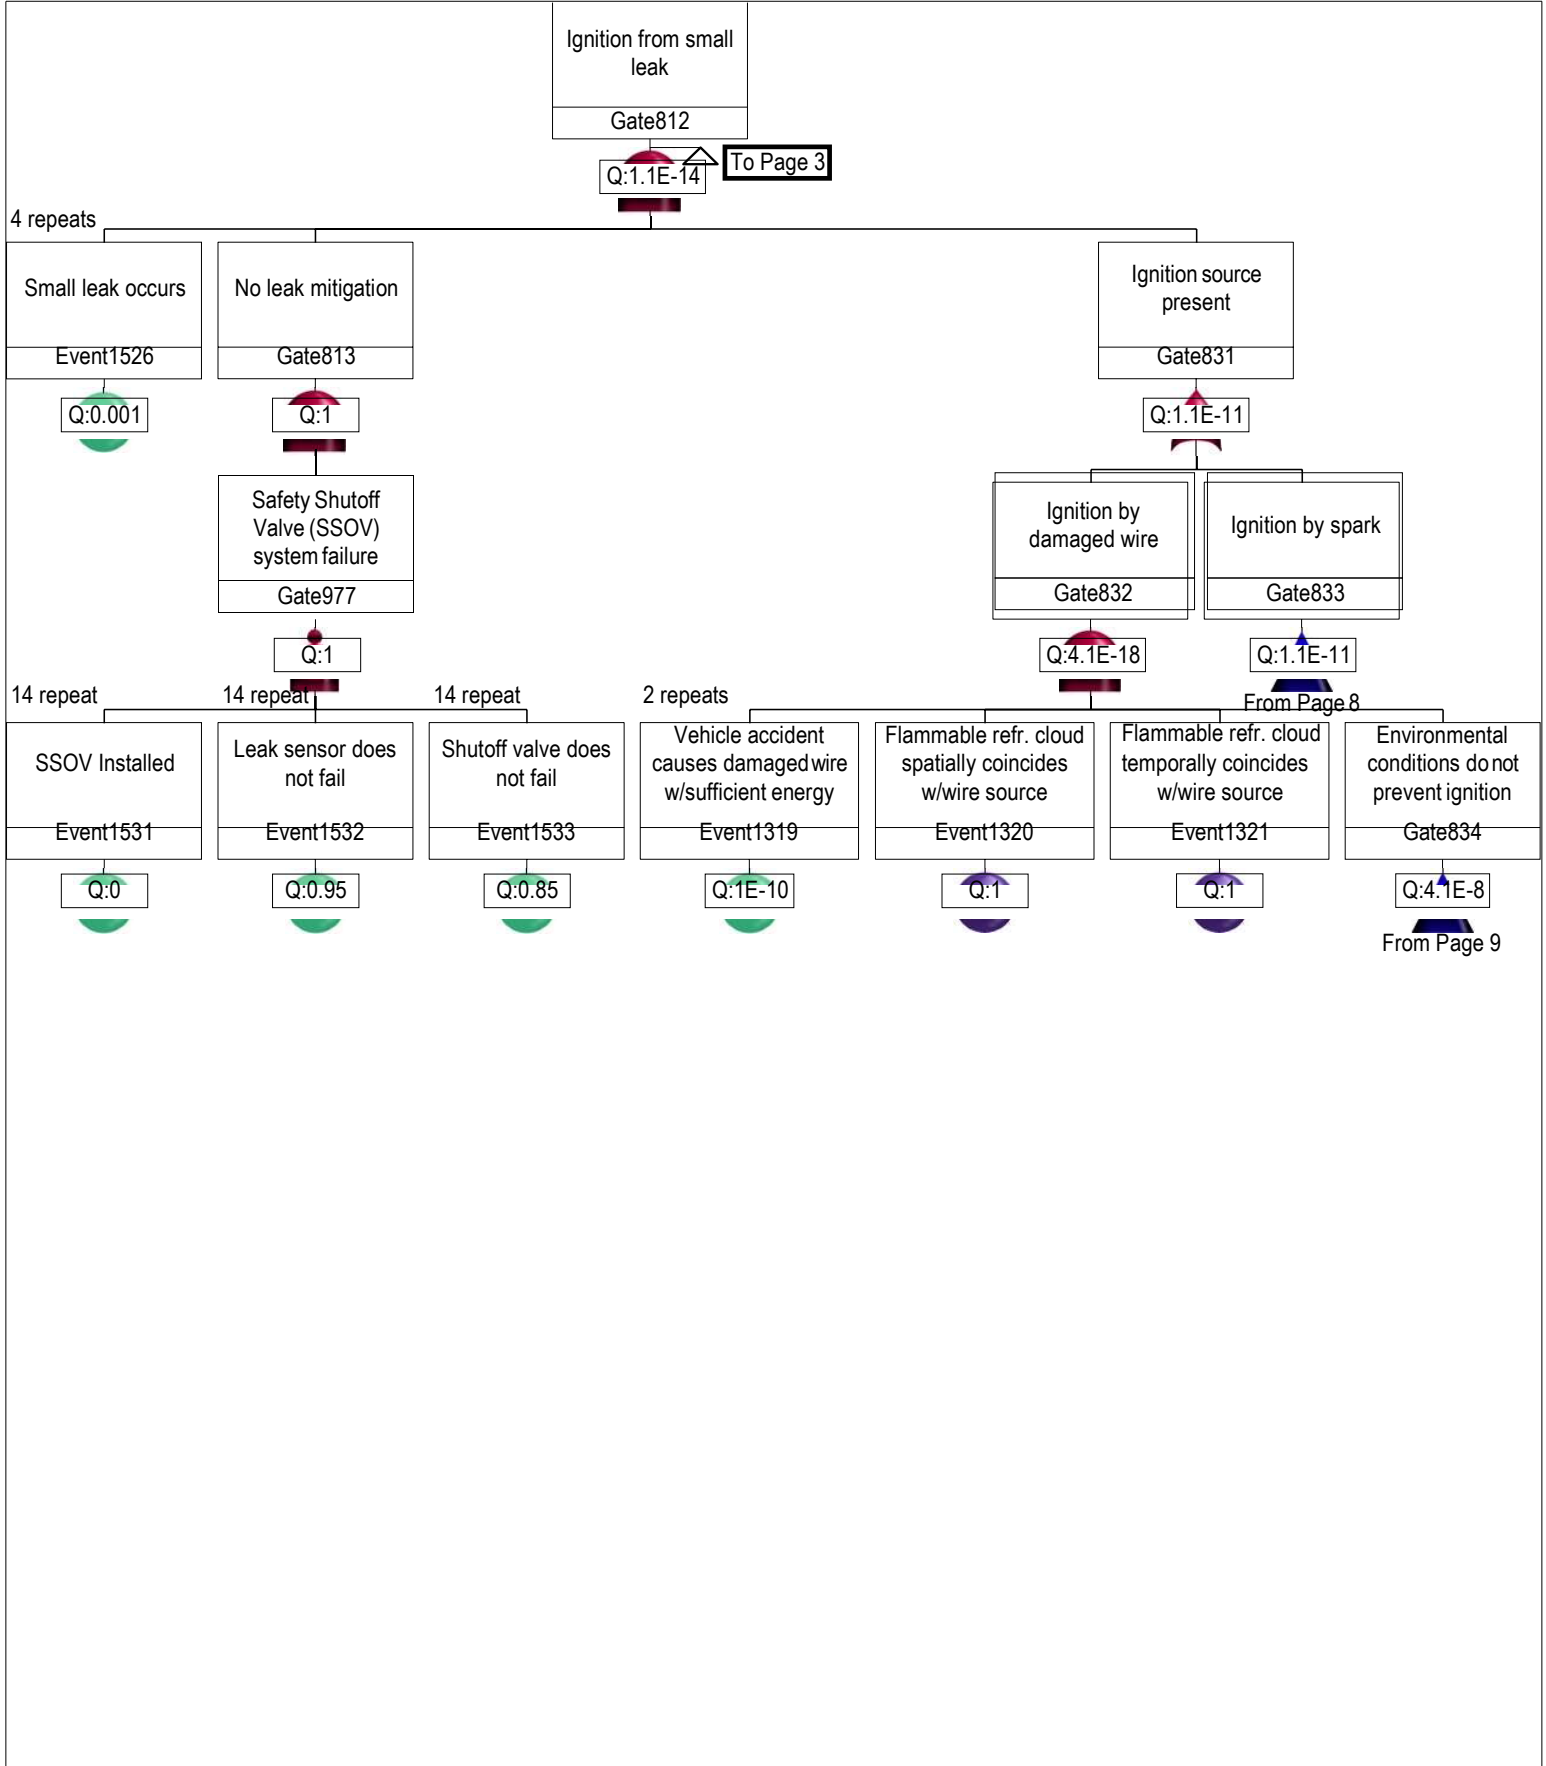 Ignition from small
leak
Gate812
To Page 3
Q:1.1E-14
4 repeats
Small leak occurs
Event1526
Q:0.001
No leak mitigation
Gate813
Q:1
Ignition source
present
Gate831
Q:1.1E-11
Safety Shutoff
Valve (SSOV)
system failure
Gate977
Q:1
Ignition by
damaged wire
Gate832
Q:4.1E-18
Ignition by spark
Gate833
Q:1.1E-11
From Page 8
14 repeat
SSOV Installed
Event1531
Q:0
14 repeat
Leak sensor does
not fail
Event1532
Q:0.95
14 repeat
Shutoff valve does
not fail
Event1533
Q:0.85
2 repeats
Vehicle accident
causes damaged wire
w/sufficient energy
Event1319
Q:1E-10
Flammable refr. cloud
spatially coincides
w/wire source
Event1320
Q:1
Flammable refr. cloud
temporally coincides
w/wire source
Event1321
Q:1
Environmental
conditions do not
prevent ignition
Gate834
Q:4.1E-8
From Page 9